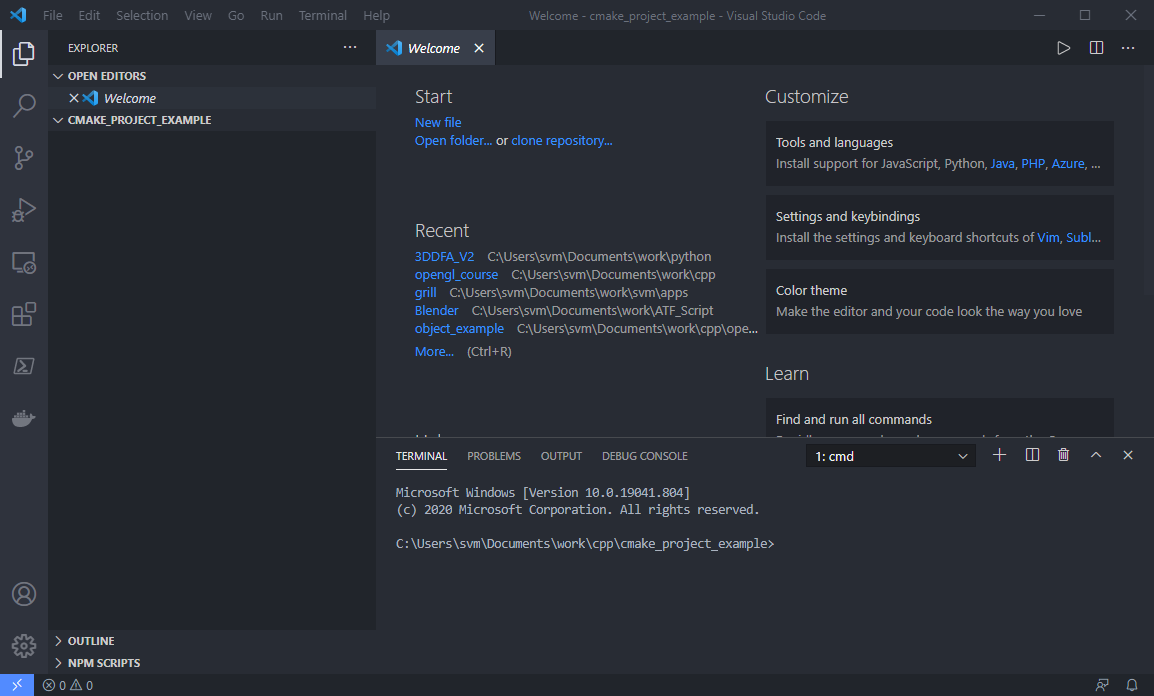 File Edit Selection View Go Run Terminal Help Welcome - cmake_project_example - Visual Studio Code
EXPLORER
OPEN EDITORS
Welcome
CMAKE_PROJECT_EXAMPLE
OUTLINE
NPM SCRIPTS
Welcome
Start
New file
Open folder... or clone repository...
Recent
3DDFA_V2 C:\Users\svm\Documents\work\python
opengl_course C:\Users\svm\Documents\work\cpp
grill C:\Users\svm\Documents\work\svm\apps
Blender C:\Users\svm\Documents\work\ATF_Script
object_example C:\Users\svm\Documents\work\cpp\ope...
More... (Ctrl+R)
Customize
Tools and languages
Install support for JavaScript, Python, Java, PHP, Azure, ...
Settings and keybindings
Install the settings and keyboard shortcuts of Vim, Subl...
Color theme
Make the editor and your code look the way you love
Learn
Find and run all commands
TERMINAL PROBLEMS OUTPUT DEBUG CONSOLE 1: cmd
Microsoft Windows [Version 10.0.19041.804]
(c) 2020 Microsoft Corporation. All rights reserved.
C:\Users\svm\Documents\work\cpp\cmake_project_example>
0 0